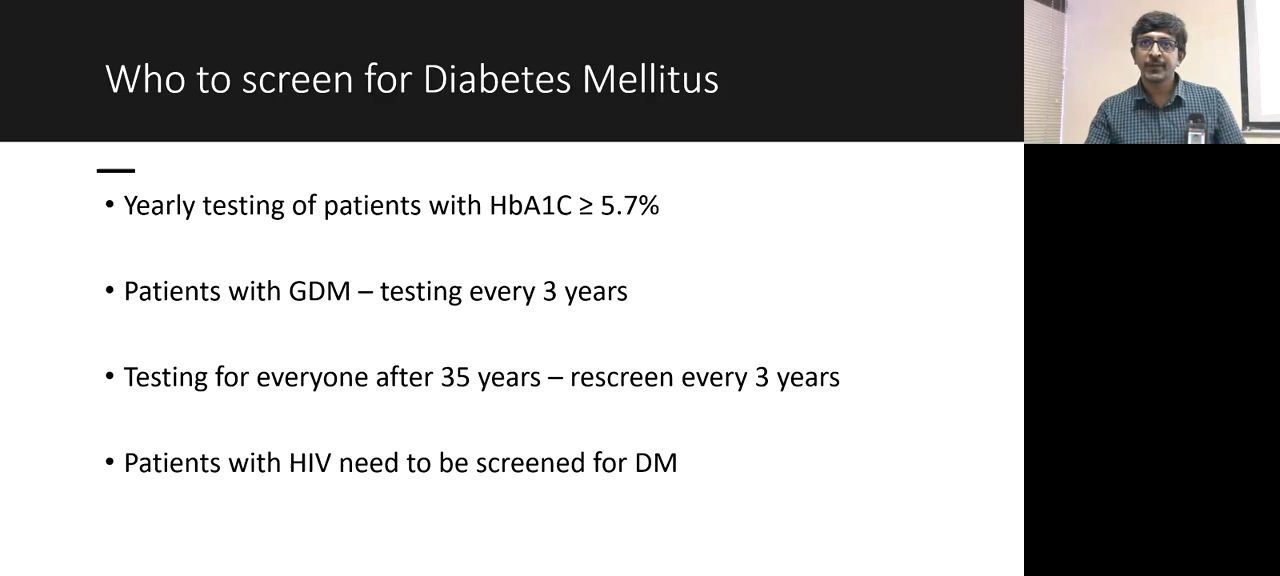 Who to screen for Diabetes Mellitus
• Yearly testing of patients with HbA1C ≥ 5.7%
• Patients with GDM – testing every 3 years
• Testing for everyone after 35 years – rescreen every 3 years
• Patients with HIV need to be screened for DM